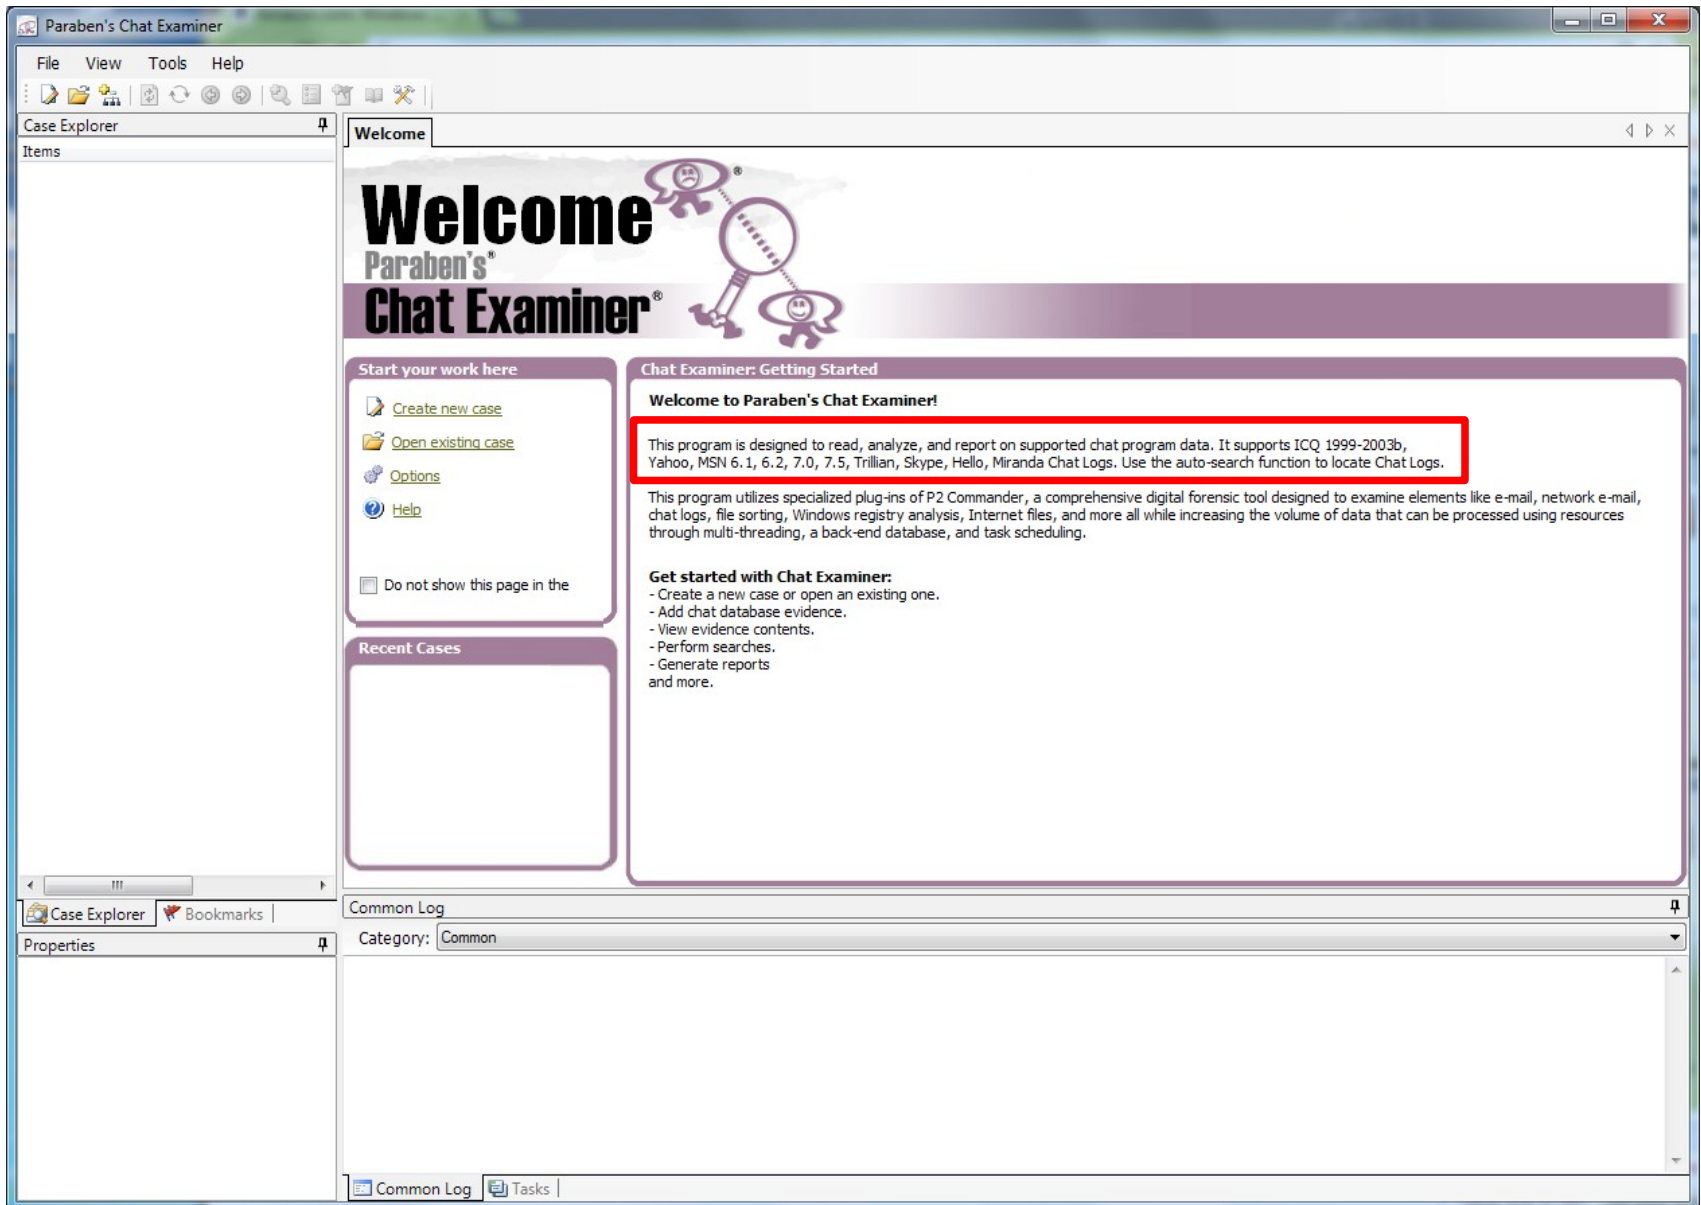 Paraben's Chat Examiner
File View Tools Help
Case Explorer
Items
Welcome
Welcome
Paraben's®
Chat Examiner®
Start your work here
Create new case
Open existing case
Options
Help
Do not show this page in the
Recent Cases
Chat Examiner: Getting Started
Welcome to Paraben's Chat Examiner!
This program is designed to read, analyze, and report on supported chat program data. It supports ICQ 1999-2003b,
Yahoo, MSN 6.1, 6.2, 7.0, 7.5, Trillian, Skype, Hello, Miranda Chat Logs. Use the auto-search function to locate Chat Logs.
This program utilizes specialized plug-ins of P2 Commander, a comprehensive digital forensic tool designed to examine elements like e-mail, network e-mail,
chat logs, file sorting, Windows registry analysis, Internet files, and more all while increasing the volume of data that can be processed using resources
through multi-threading, a back-end database, and task scheduling.
Get started with Chat Examiner:
- Create a new case or open an existing one.
- Add chat database evidence.
- View evidence contents.
- Perform searches.
- Generate reports
and more.
Case Explorer Bookmarks
Properties
Common Log
Category: Common
Common Log Tasks